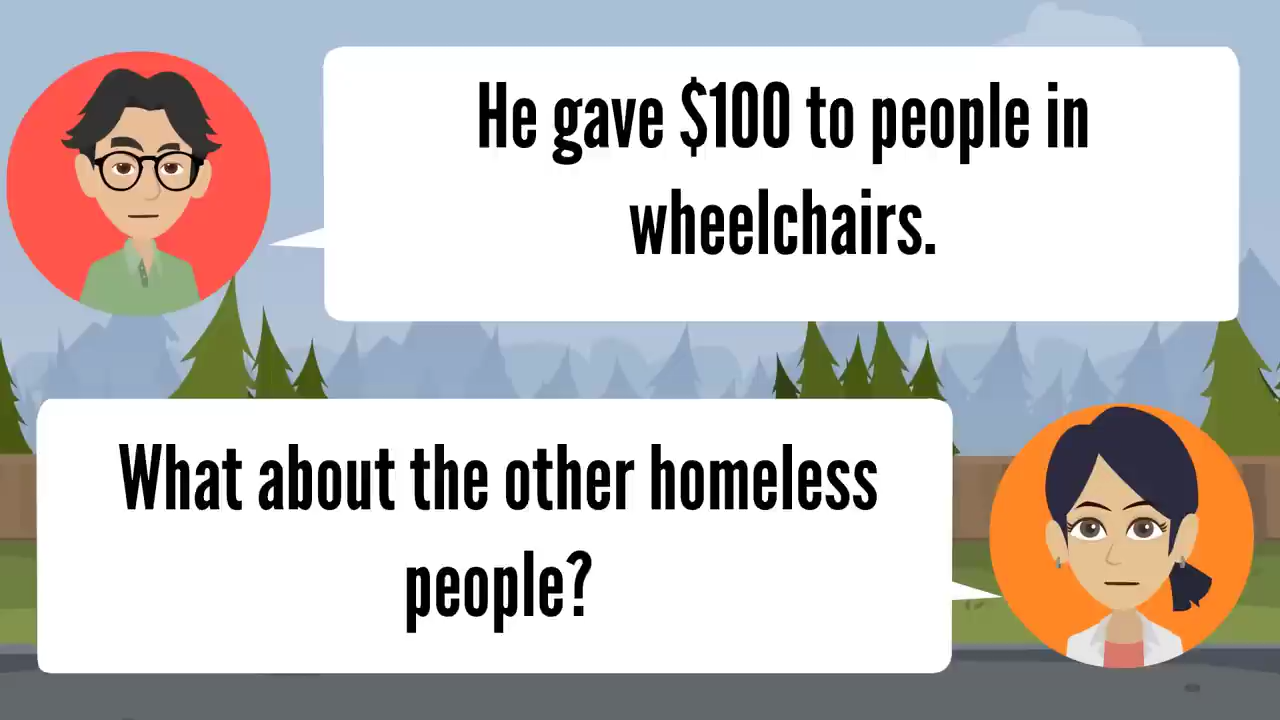 He gave $100 to people in
wheelchairs.
What about the other homeless
people?